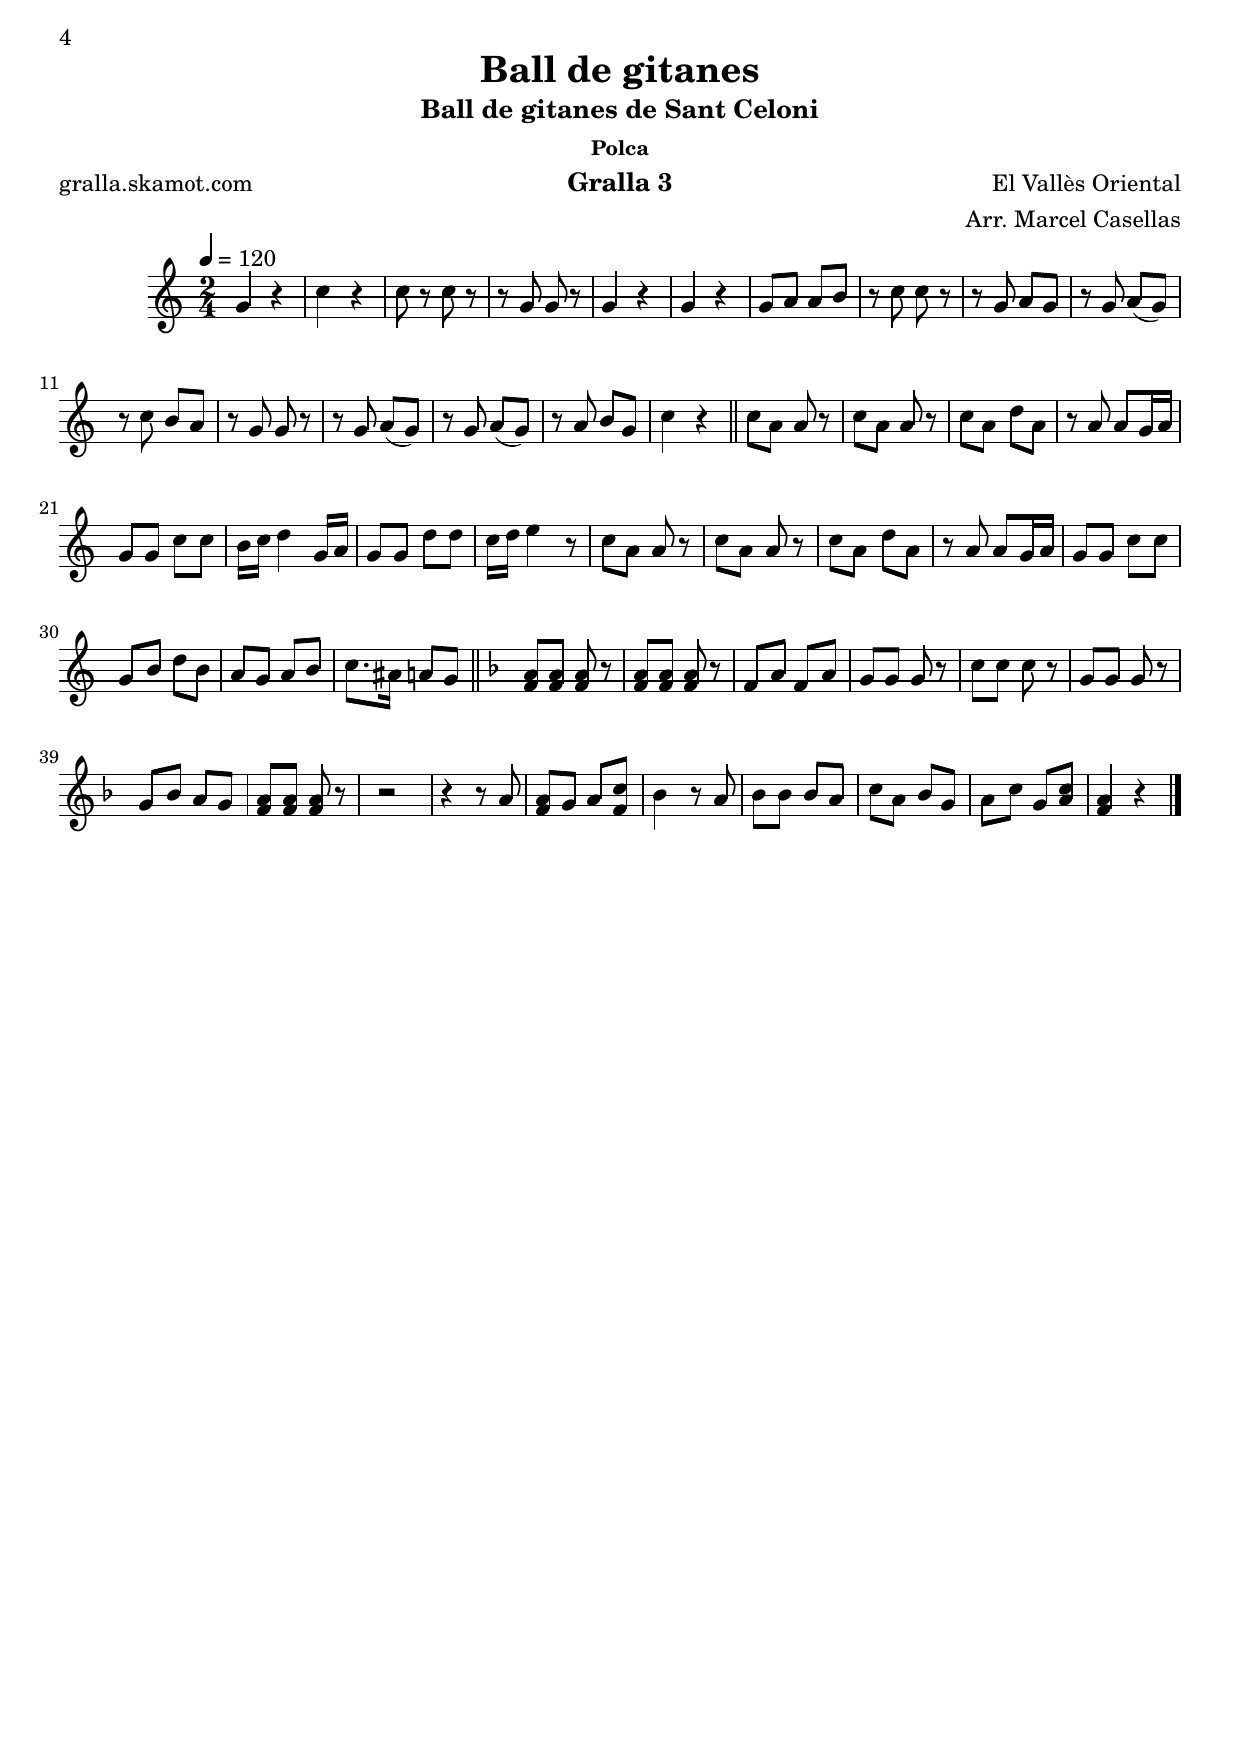 4
Ball de gitanes
Ball de gitanes de Sant Celoni
Polca
gralla.skamot.com Gralla 3 El Vallès Oriental
Arr. Marcel Casellas
= 120
2
4
11
21
30
39